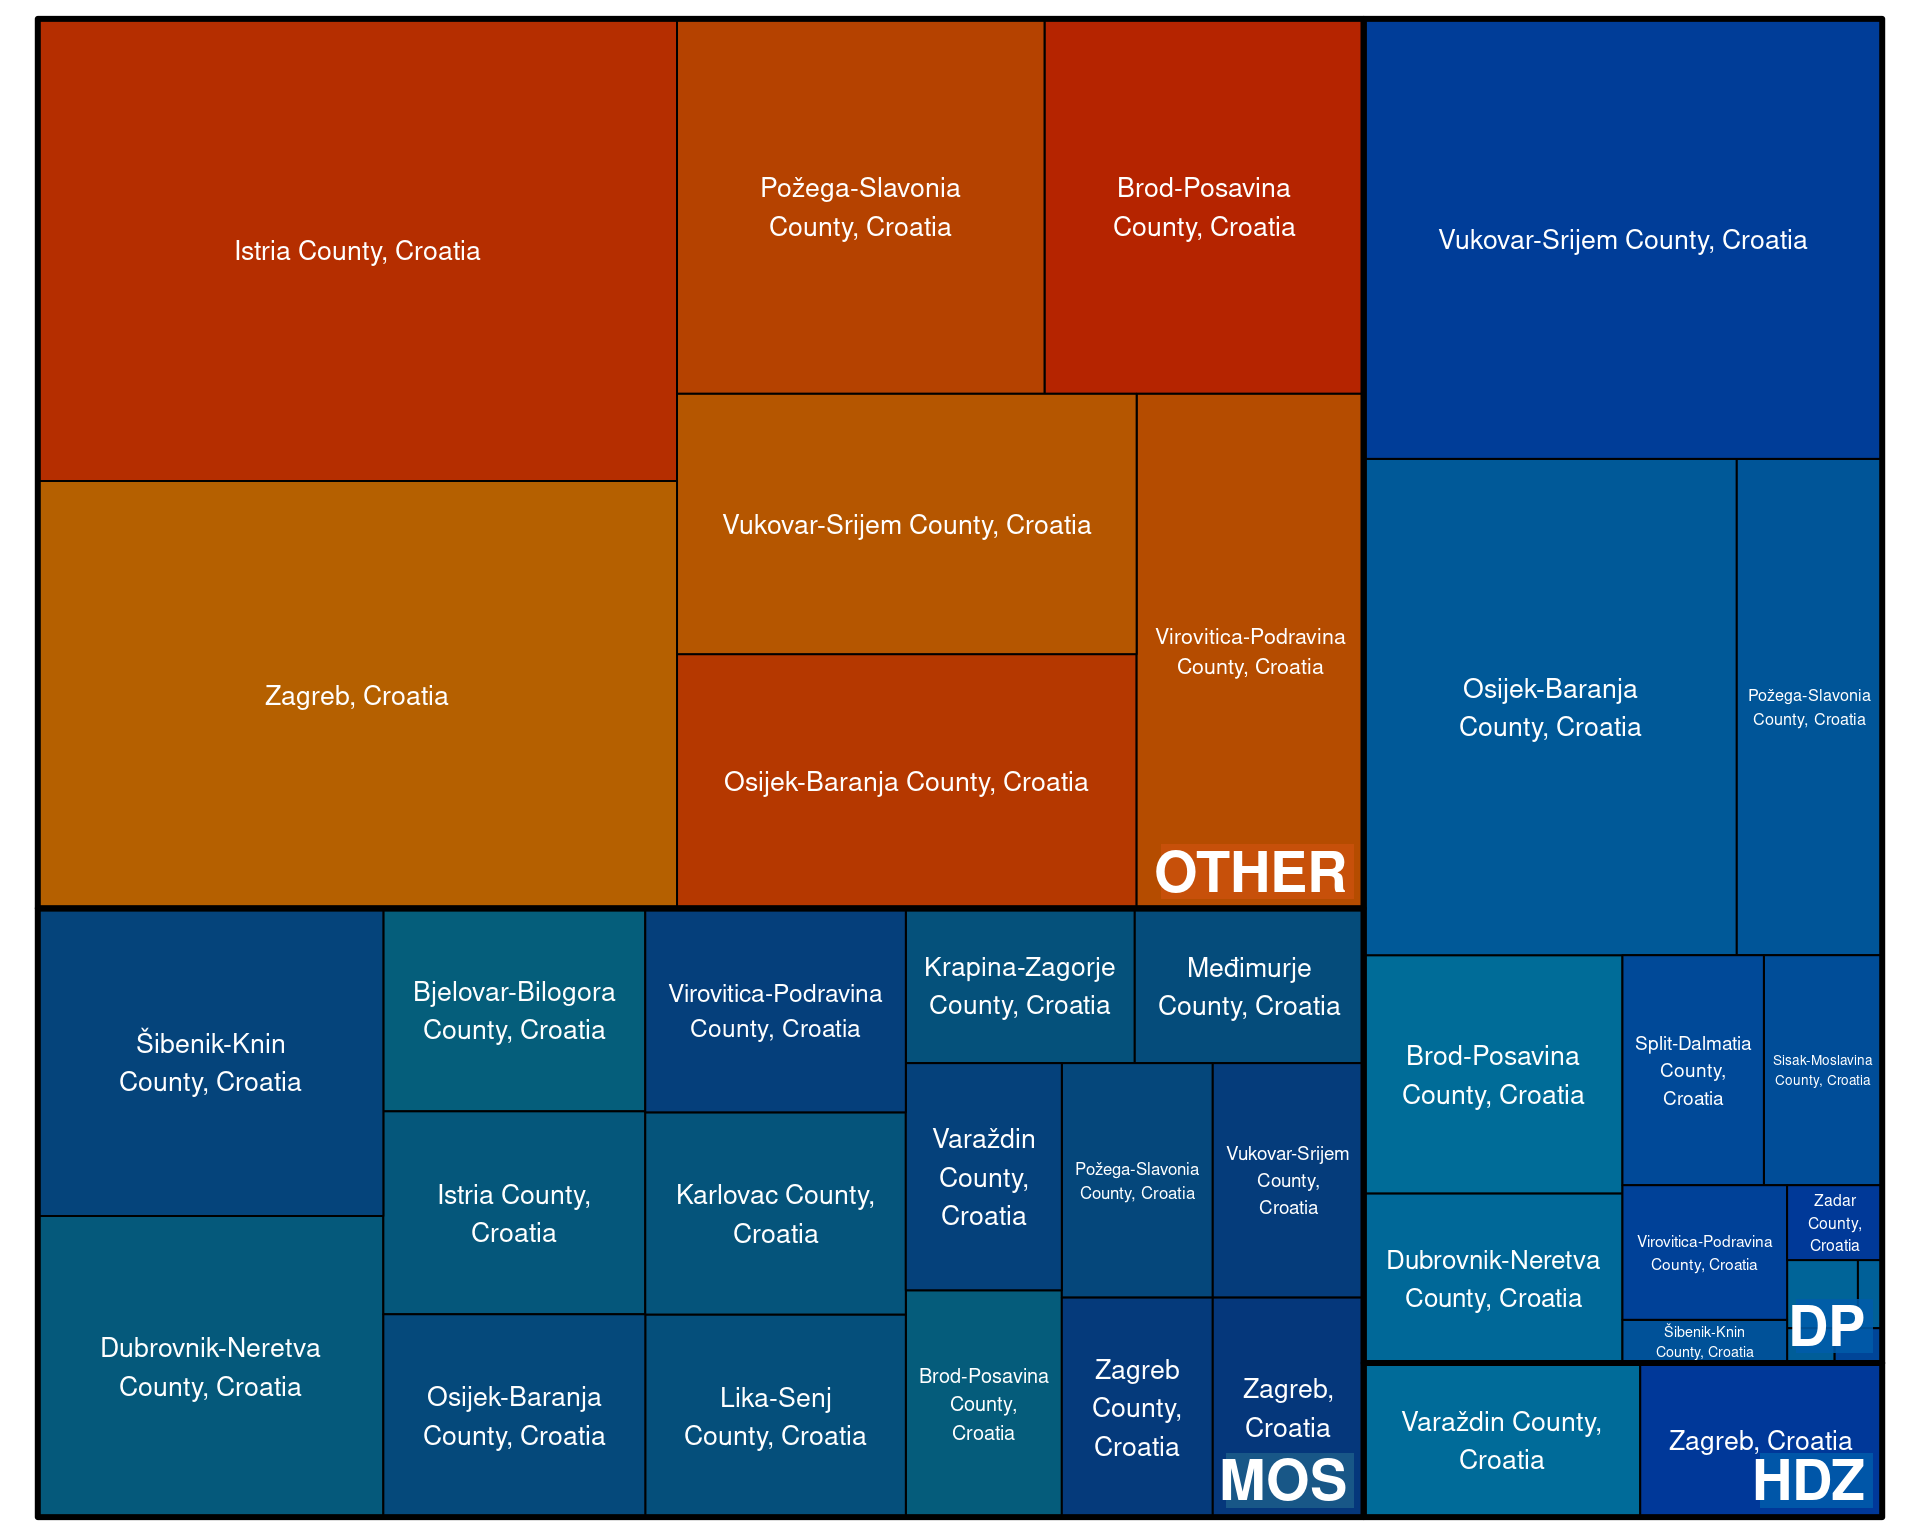 Istria County, Croatia
Požega-Slavonia
County, Croatia
Brod-Posavina
County, Croatia
Zagreb, Croatia
Vukovar-Srijem County, Croatia
Osijek-Baranja County, Croatia
Virovitica-Podravina
County, Croatia
OTHER
Vukovar-Srijem County, Croatia
Osijek-Baranja
County, Croatia
Požega-Slavonia
County, Croatia
Brod-Posavina
County, Croatia
Split-Dalmatia
County,
Croatia
Sisak-Moslavina
County, Croatia
Dubrovnik-Neretva
County, Croatia
Virovitica-Podravina
County, Croatia
Zadar
County,
Croatia
Šibenik-Knin
County, Croatia
DP
Šibenik-Knin
County, Croatia
Dubrovnik-Neretva
County, Croatia
Bjelovar-Bilogora
County, Croatia
Istria County,
Croatia
Osijek-Baranja
County, Croatia
Virovitica-Podravina
County, Croatia
Karlovac County,
Croatia
Lika-Senj
County, Croatia
Krapina-Zagorje
County, Croatia
Međimurje
County, Croatia
Varaždin
County,
Croatia
Požega-Slavonia
County, Croatia
Vukovar-Srijem
County,
Croatia
Brod-Posavina
County,
Croatia
Zagreb
County,
Croatia
Zagreb,
Croatia
MOS
Varaždin County,
Croatia
Zagreb, Croatia
HDZ